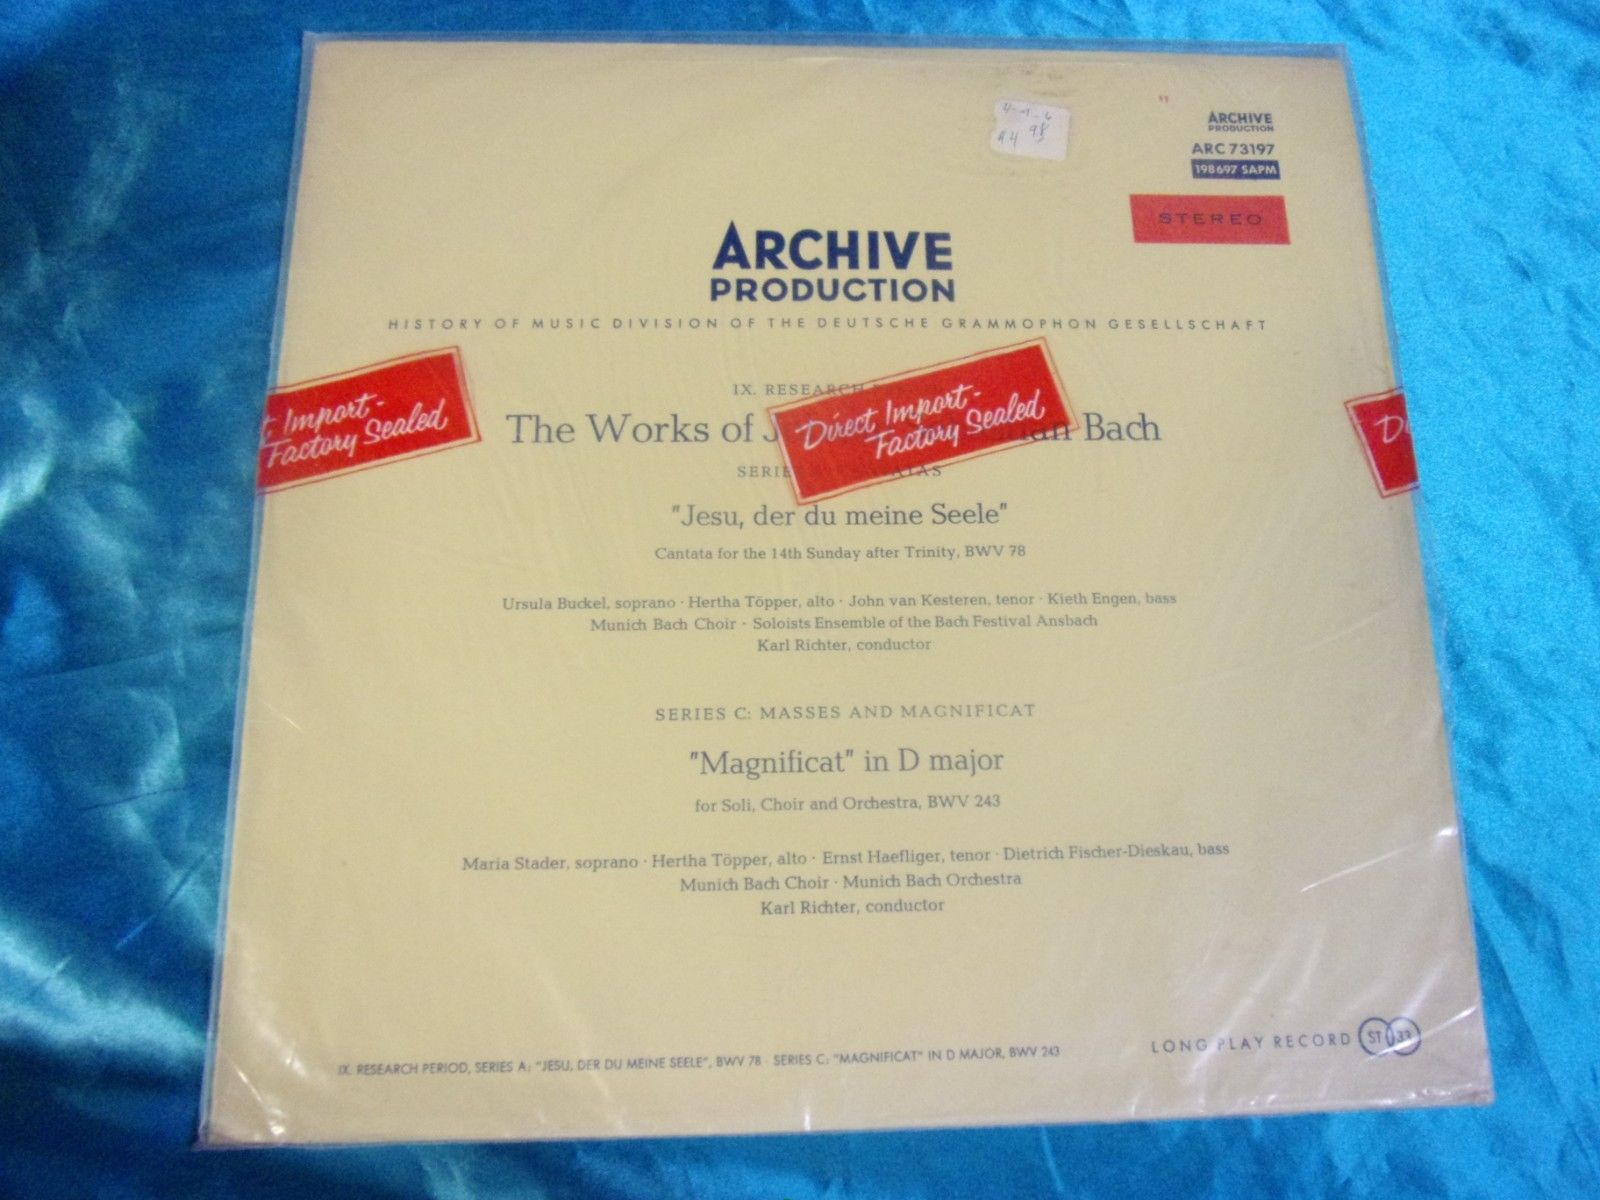 ARCHIVE
PRODUCTION
ARC 73197
198697 SAPM
STEREO
ARCHIVE
PRODUCTION
HISTORY OF MUSIC DIVISION OF THE DEUTSCHE GRAMMOPHON GESELLSCHAFT
IX. RESEARCH
The Works of J Bach
Direct Import-
Factory Sealed
Import-
Factory Sealed
"Jesu, der du meine Seele"
Cantata for the 14th Sunday after Trinity, BWV 78
Ursula Buckel, soprano · Hertha Töpper, alto · John van Kesteren, tenor · Kieth Engen, bass
Munich Bach Choir · Soloists Ensemble of the Bach Festival Ansbach
Karl Richter, conductor
SERIES C: MASSES AND MAGNIFICAT
"Magnificat" in D major
for Soli, Choir and Orchestra, BWV 243
Maria Stader, soprano · Hertha Töpper, alto · Ernst Haefliger, tenor · Dietrich Fischer-Dieskau, bass
Munich Bach Choir · Munich Bach Orchestra
Karl Richter, conductor
IX. RESEARCH PERIOD, SERIES A: "JESU, DER DU MEINE SEELE", BWV 78 · SERIES C: "MAGNIFICAT" IN D MAJOR, BWV 243
LONG PLAY RECORD ST 33